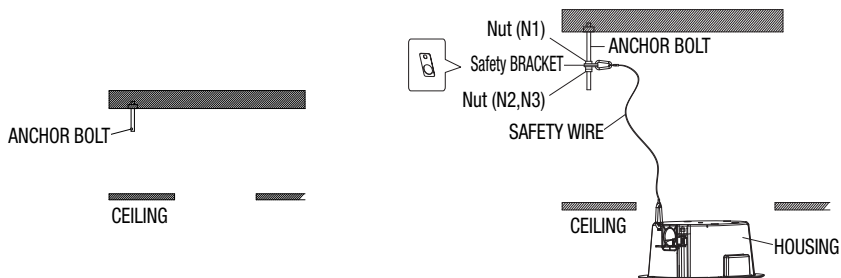 ANCHOR BOLT
CEILING
Nut (N1)
ANCHOR BOLT
Safety BRACKET
Nut (N2,N3)
SAFETY WIRE
CEILING
HOUSING